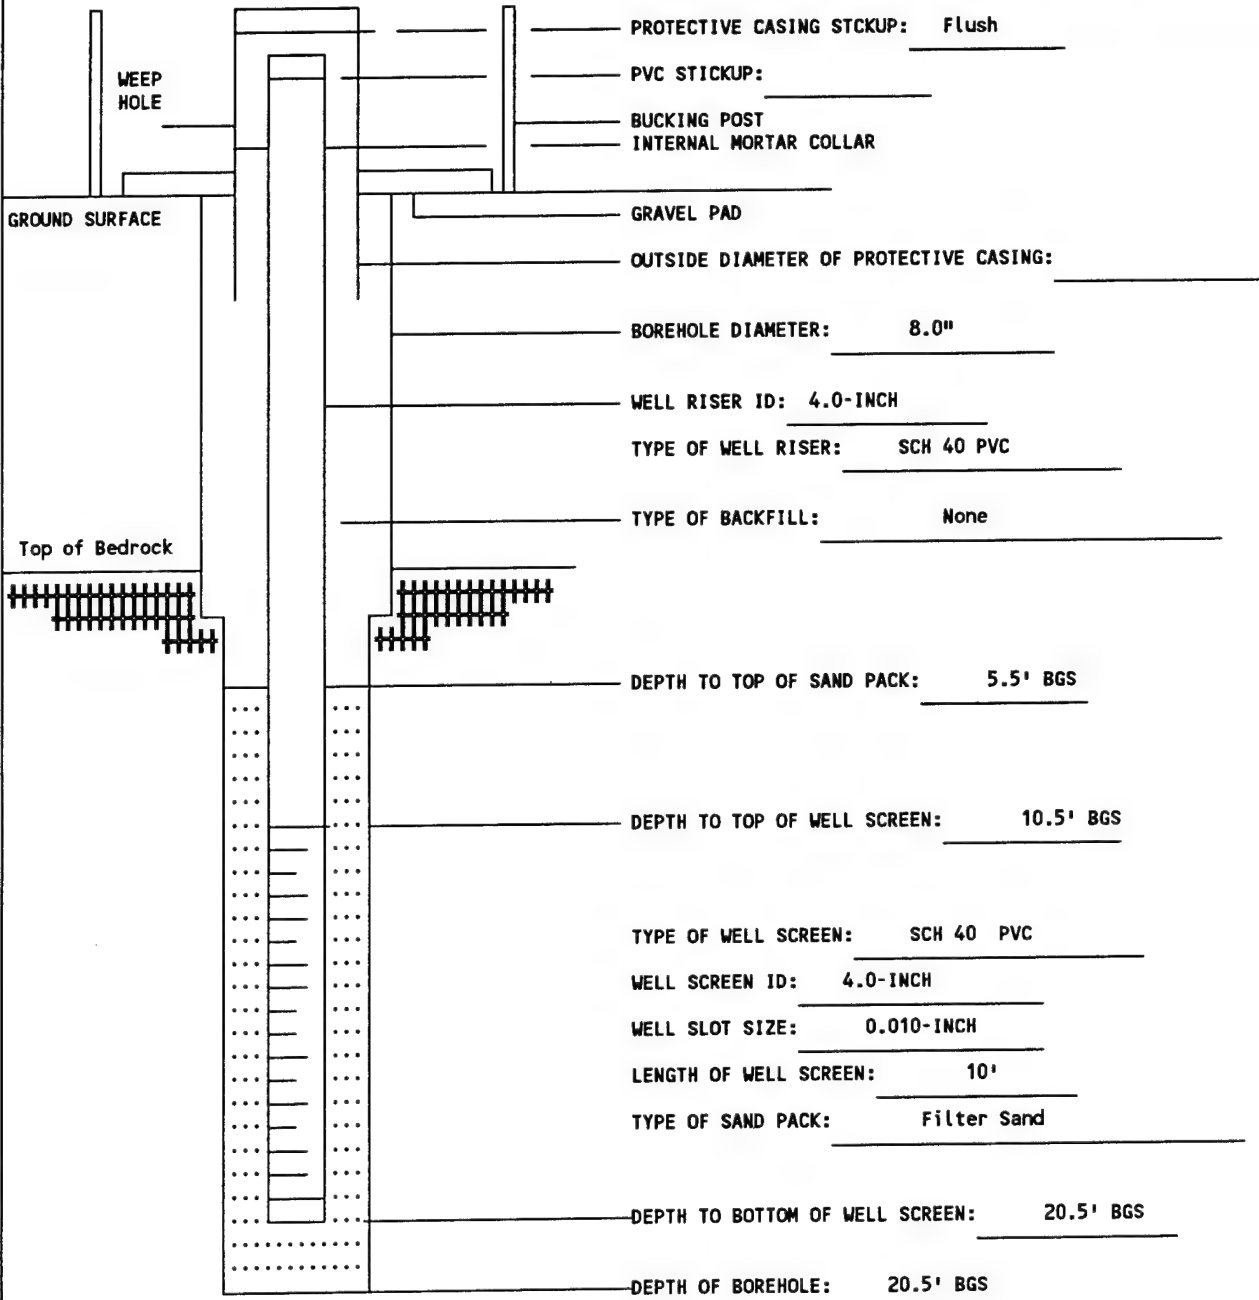 PROTECTIVE CASING STCKUP: Flush
WEEP
HOLE
PVC STICKUP:
BUCKING POST
INTERNAL MORTAR COLLAR
GROUND SURFACE
GRAVEL PAD
OUTSIDE DIAMETER OF PROTECTIVE CASING:
BOREHOLE DIAMETER: 8.0"
WELL RISER ID: 4.0-INCH
TYPE OF WELL RISER: SCH 40 PVC
TYPE OF BACKFILL: None
Top of Bedrock
DEPTH TO TOP OF SAND PACK: 5.5' BGS
DEPTH TO TOP OF WELL SCREEN: 10.5' BGS
TYPE OF WELL SCREEN: SCH 40 PVC
WELL SCREEN ID: 4.0-INCH
WELL SLOT SIZE: 0.010-INCH
LENGTH OF WELL SCREEN: 10'
TYPE OF SAND PACK: Filter Sand
DEPTH TO BOTTOM OF WELL SCREEN: 20.5' BGS
DEPTH OF BOREHOLE: 20.5' BGS